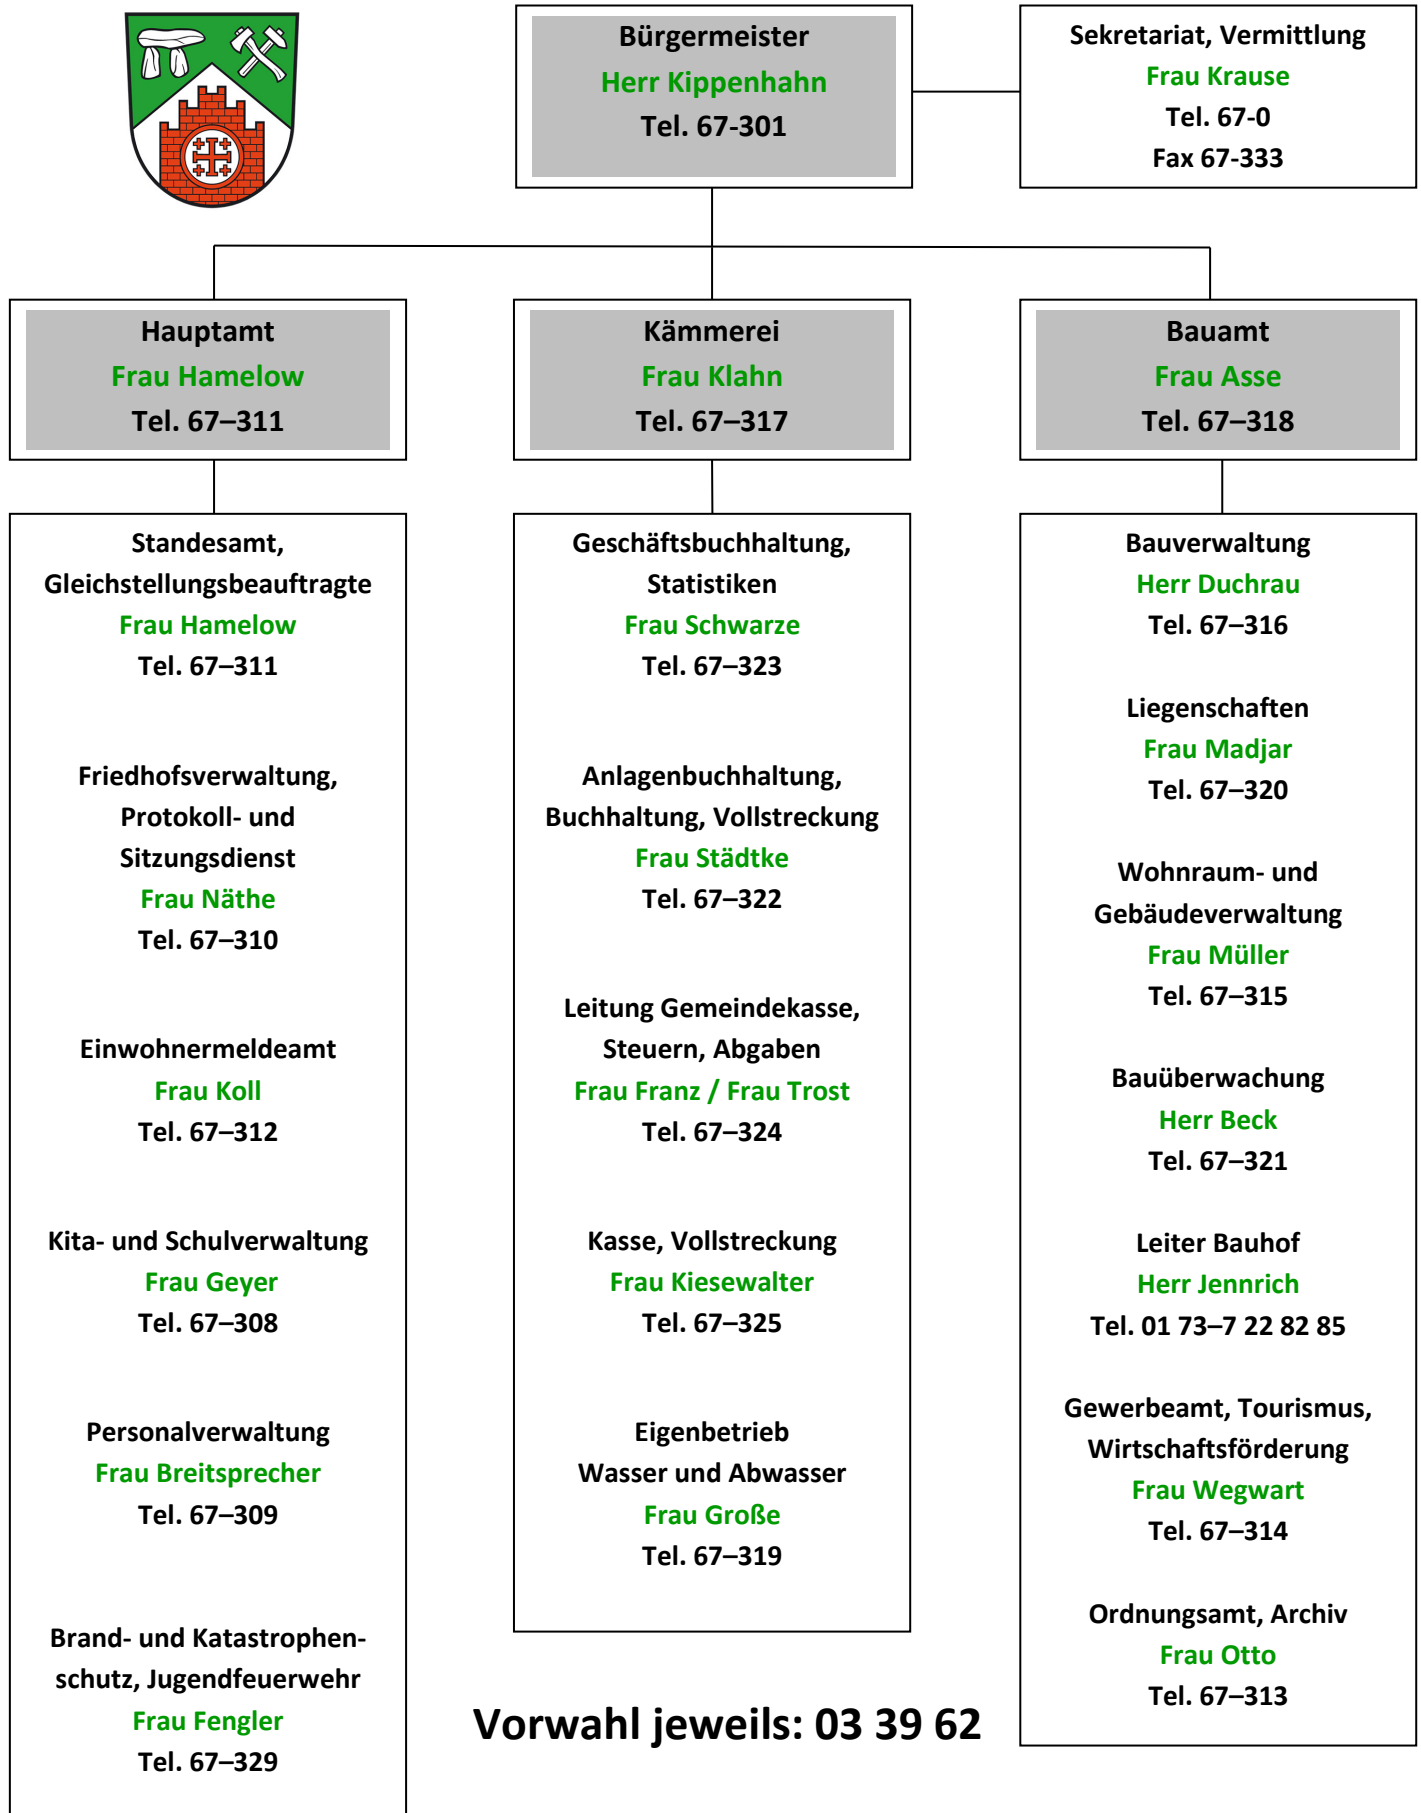 Bürgermeister
Herr Kippenhahn
Tel. 67-301
Sekretariat, Vermittlung
Frau Krause
Tel. 67-0
Fax 67-333
Hauptamt
Frau Hamelow
Tel. 67–311
Kämmerei
Frau Klahn
Tel. 67–317
Bauamt
Frau Asse
Tel. 67–318
Standesamt,
Gleichstellungsbeauftragte
Frau Hamelow
Tel. 67–311
Friedhofsverwaltung,
Protokoll- und
Sitzungsdienst
Frau Näthe
Tel. 67–310
Einwohnermeldeamt
Frau Koll
Tel. 67–312
Kita- und Schulverwaltung
Frau Geyer
Tel. 67–308
Personalverwaltung
Frau Breitsprecher
Tel. 67–309
Brand- und Katastrophen-
schutz, Jugendfeuerwehr
Frau Fengler
Tel. 67–329
Geschäftsbuchhaltung,
Statistiken
Frau Schwarze
Tel. 67–323
Anlagenbuchhaltung,
Buchhaltung, Vollstreckung
Frau Städtke
Tel. 67–322
Leitung Gemeindekasse,
Steuern, Abgaben
Frau Franz / Frau Trost
Tel. 67–324
Kasse, Vollstreckung
Frau Kiesewalter
Tel. 67–325
Eigenbetrieb
Wasser und Abwasser
Frau Große
Tel. 67–319
Bauverwaltung
Herr Duchrau
Tel. 67–316
Liegenschaften
Frau Madjar
Tel. 67–320
Wohnraum- und
Gebäudeverwaltung
Frau Müller
Tel. 67–315
Bauüberwachung
Herr Beck
Tel. 67–321
Leiter Bauhof
Herr Jennrich
Tel. 01 73–7 22 82 85
Gewerbeamt, Tourismus,
Wirtschaftsförderung
Frau Wegwart
Tel. 67–314
Ordnungsamt, Archiv
Frau Otto
Tel. 67–313
Vorwahl jeweils: 03 39 62